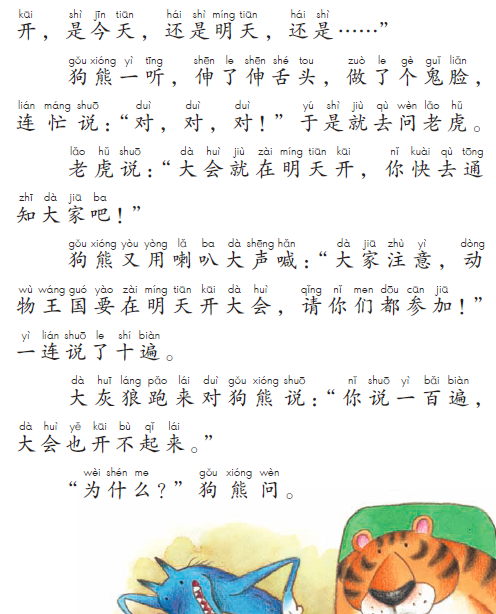 kāi shì jīn tiān hái shì míng tiān hái shì
开，是今天，还是明天，还是……”
gǒu xióng yì tīng shēn le shēn shé tou zuò le gè guǐ liǎn
狗熊一听，伸了伸舌头，做了个鬼脸，
lián máng shuō duì duì duì yú shì jiù qù wèn lǎo hǔ
连忙说：“对，对，对！”于是就去问老虎。
lǎo hǔ shuō dà huì jiù zài míng tiān kāi nǐ kuài qù tōng
老虎说：“大会就在明天开，你快去通
zhī dà jiā ba
知大家吧！”
gǒu xióng yòu yòng lǎ ba dà shēng hǎn dà jiā zhù yì dòng
狗熊又用喇叭大声喊：“大家注意，动
wù wáng guó yào zài míng tiān kāi dà huì qǐng nǐ men dōu cān jiā
物王国要在明天开大会，请你们都参加！”
yì lián shuō le shí biàn
一连说了十遍。
dà huī láng pǎo lái duì gǒu xióng shuō nǐ shuō yì bǎi biàn
大灰狼跑来对狗熊说：“你说一百遍，
dà huì yě kāi bù qǐ lái
大会也开不起来。”
wèi shén me gǒu xióng wèn
“为什么？”狗熊问。